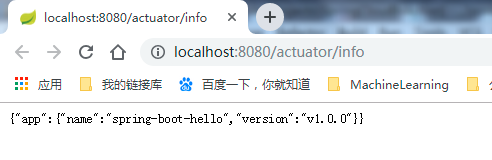 localhost:8080/actuator/info
localhost:8080/actuator/info
应用 我的链接库 百度一下，你就知道 MachineLearning
{"app":{"name":"spring-boot-hello","version":"v1.0.0"}}